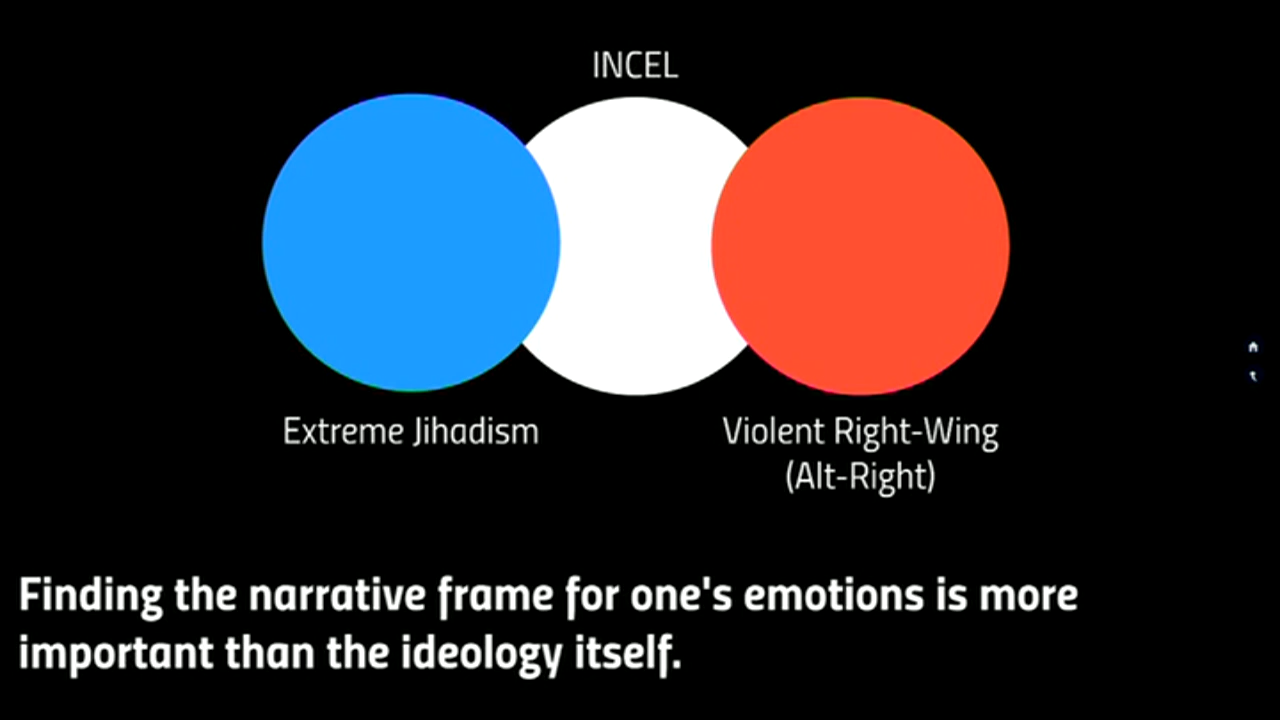 INCEL
Extreme Jihadism
Violent Right-Wing
(Alt-Right)
Finding the narrative frame for one's emotions is more
important than the ideology itself.